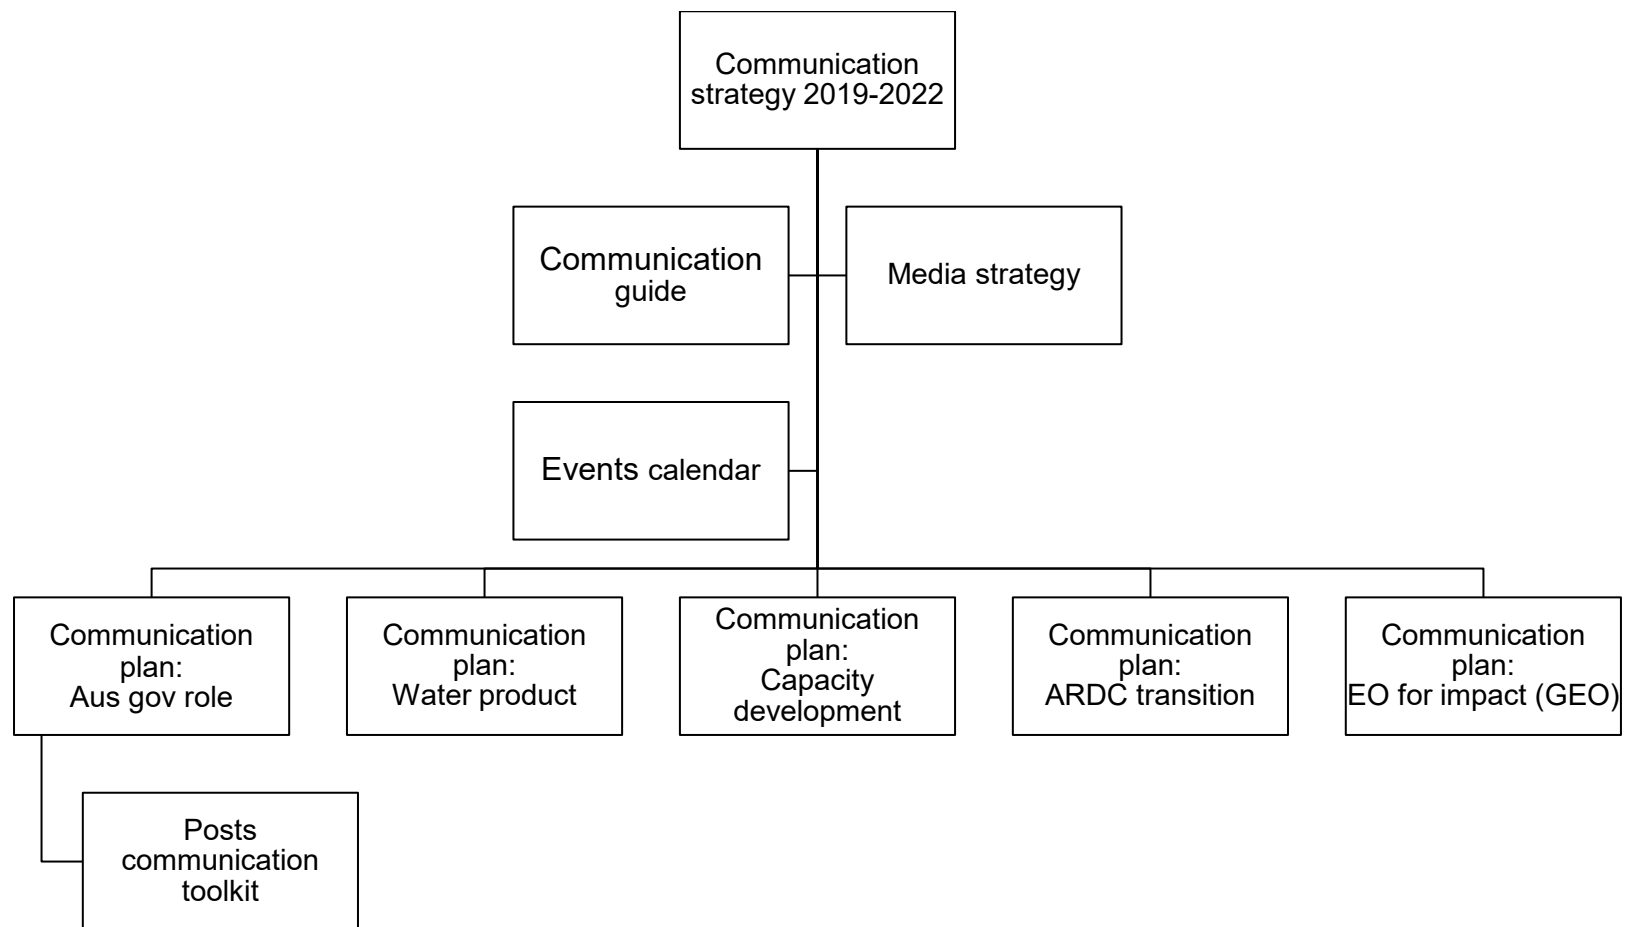 Communication
strategy 2019-2022
Communication
guide
Media strategy
Events calendar
Communication
plan:
Aus gov role
Communication
plan:
Water product
Communication
plan:
Capacity
development
Communication
plan:
ARDC transition
Communication
plan:
EO for impact (GEO)
Posts
communication
toolkit